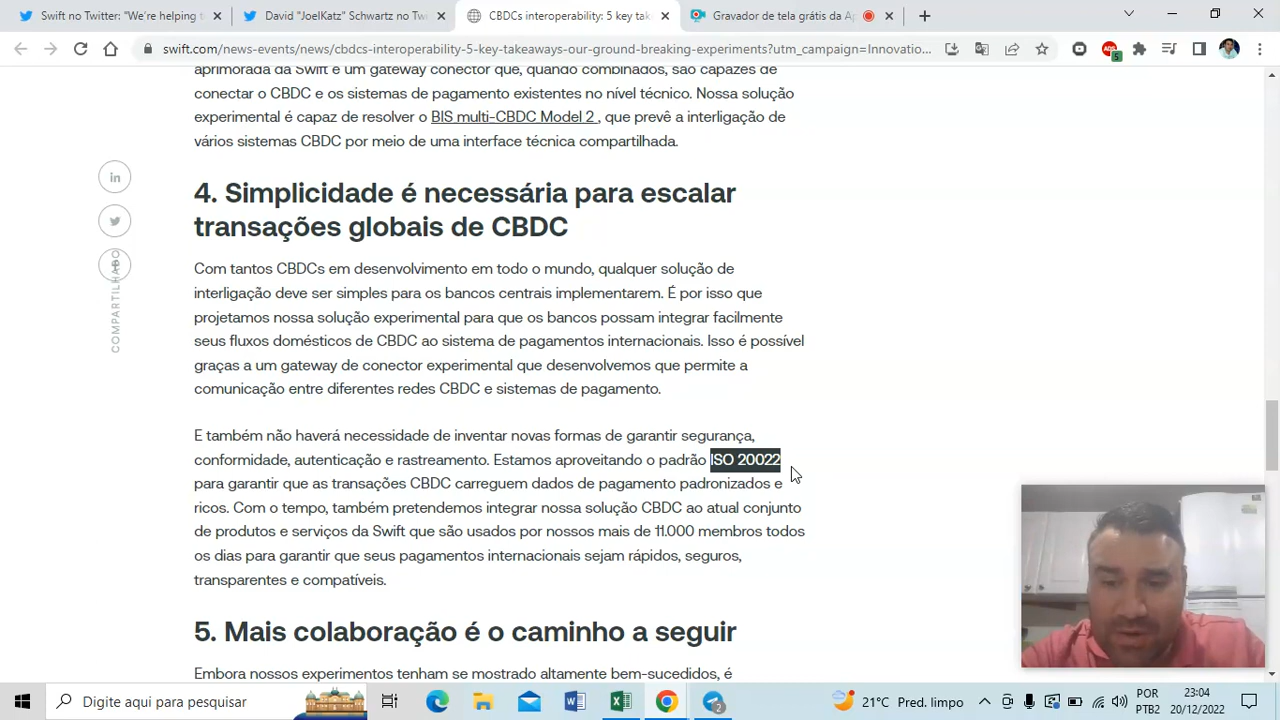 Swift no Twitter: "We're helping t
David "JoelKatz" Schwartz no Twi
CBDCs interoperability: 5 key tak
Gravador de tela grátis da Ap
swift.com/news-events/news/cbdcs-interoperability-5-key-takeaways-our-ground-breaking-experiments?utm_campaign=Innovatio...
5
aprimorada da Swift e um gateway conector que, quando combinados, são capazes de
conectar o CBDC e os sistemas de pagamento existentes no nível técnico. Nossa solução
experimental é capaz de resolver o BIS multi-CBDC Model 2 , que prevê a interligação de
vários sistemas CBDC por meio de uma interface técnica compartilhada.
in
COMPARTILHADO
4. Simplicidade é necessária para escalar
transações globais de CBDC
Com tantos CBDCs em desenvolvimento em todo o mundo, qualquer solução de
interligação deve ser simples para os bancos centrais implementarem. É por isso que
projetamos nossa solução experimental para que os bancos possam integrar facilmente
seus fluxos domésticos de CBDC ao sistema de pagamentos internacionais. Isso é possível
graças a um gateway de conector experimental que desenvolvemos que permite a
comunicação entre diferentes redes CBDC e sistemas de pagamento.
E também não haverá necessidade de inventar novas formas de garantir segurança,
conformidade, autenticação e rastreamento. Estamos aproveitando o padrão ISO 20022
para garantir que as transações CBDC carreguem dados de pagamento padronizados e
ricos. Com o tempo, também pretendemos integrar nossa solução CBDC ao atual conjunto
de produtos e serviços da Swift que são usados por nossos mais de 11.000 membros todos
os dias para garantir que seus pagamentos internacionais sejam rápidos, seguros,
transparentes e compatíveis.
5. Mais colaboração é o caminho a seguir
Embora nossos experimentos tenham se mostrado altamente bem-sucedidos, é
Digite aqui para pesquisar
2
21°C Pred. limpo
POR
PTB2
23:04
20/12/2022